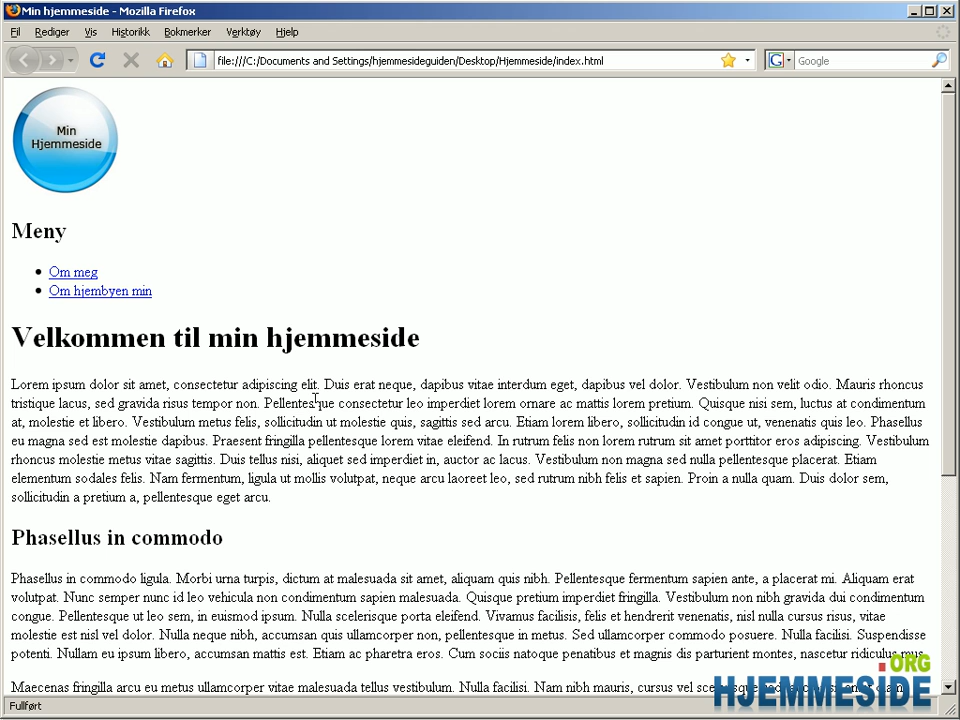 Min hjemmeside - Mozilla Firefox
Fil Rediger Vis Historikk Bokmerker Verktøy Hjelp
file:///C:/Documents and Settings/hjemmesideguiden/Desktop/Hjemmeside/index.html
G Google
Min
Hjemmeside
Meny
Om meg
Om hjembyen min
Velkommen til min hjemmeside
Lorem ipsum dolor sit amet, consectetur adipiscing elit. Duis erat neque, dapibus vitae interdum eget, dapibus vel dolor. Vestibulum non velit odio. Mauris rhoncus
tristique lacus, sed gravida risus tempor non. Pellentesque consectetur leo imperdiet lorem ornare ac mattis lorem pretium. Quisque nisi sem, luctus at condimentum
at, molestie et libero. Vestibulum metus felis, sollicitudin ut molestie quis, sagittis sed arcu. Etiam lorem libero, sollicitudin id congue ut, venenatis quis leo. Phasellus
eu magna sed est molestie dapibus. Praesent fringilla pellentesque lorem vitae eleifend. In rutrum felis non lorem rutrum sit amet porttitor eros adipiscing. Vestibulum
rhoncus molestie metus vitae sagittis. Duis tellus nisi, aliquet sed imperdiet in, auctor ac lacus. Vestibulum non magna sed nulla pellentesque placerat. Etiam
elementum sodales felis. Nam fermentum, ligula ut mollis volutpat, neque arcu laoreet leo, sed rutrum nibh felis et sapien. Proin a nulla quam. Duis dolor sem,
sollicitudin a pretium a, pellentesque eget arcu.
Phasellus in commodo
Phasellus in commodo ligula. Morbi urna turpis, dictum at malesuada sit amet, aliquam quis nibh. Pellentesque fermentum sapien ante, a placerat mi. Aliquam erat
volutpat. Nunc semper nunc id leo vehicula non condimentum sapien malesuada. Quisque pretium imperdiet fringilla. Vestibulum non nibh gravida dui condimentum
congue. Pellentesque ut leo sem, in euismod ipsum. Nulla scelerisque porta eleifend. Vivamus facilisis, felis et hendrerit venenatis, nisl nulla cursus risus, vitae
molestie est nisl vel dolor. Nulla neque nibh, accumsan quis ullamcorper non, pellentesque in metus. Sed ullamcorper commodo posuere. Nulla facilisi. Suspendisse
potenti. Nullam eu ipsum libero, accumsan mattis est. Etiam ac pharetra eros. Cum sociis natoque penatibus et magnis dis parturient montes, nascetur ridiculus mus.
Maecenas fringilla arcu eu metus ullamcorper vitae malesuada tellus vestibulum. Nulla facilisi. Nam nibh mauris, cursus vel
HJEMMESIDE.ORG
Fullført